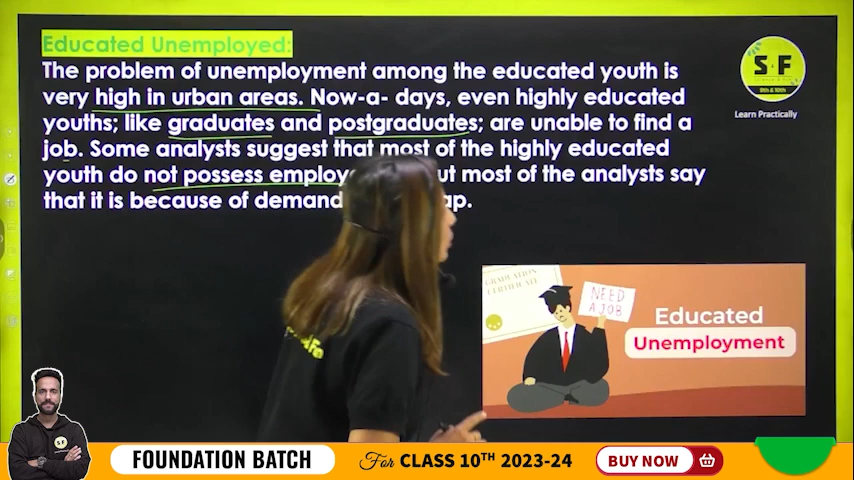 Educated Unemployed:
The problem of unemployment among the educated youth is
very high in urban areas. Now-a- days, even highly educated
youths; like graduates and postgraduates; are unable to find a
job. Some analysts suggest that most of the highly educated
youth do not possess most of the analysts say
that it is because of demand
S F
Learn Practically
GRADUATION
CERTIFICATE
NEED
A JOB
Educated
Unemployment
FOUNDATION BATCH
For CLASS 10TH 2023-24
BUY NOW